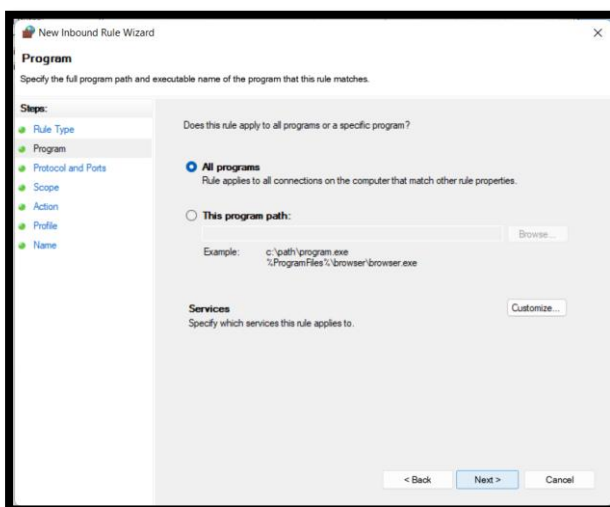 New Inbound Rule Wizard
Program
Specify the full program path and executable name of the program that this rule matches.
Steps:
Rule Type
Program
Protocol and Ports
Scope
Action
Profile
Name
Does this rule apply to all programs or a specific program?
All programs
Rule applies to all connections on the computer that match other rule properties.
This program path:
Browse...
Example: c:\path\program.exe
%ProgramFiles%\browser\browser.exe
Services
Customize...
Specify which services this rule applies to.
< Back Next > Cancel